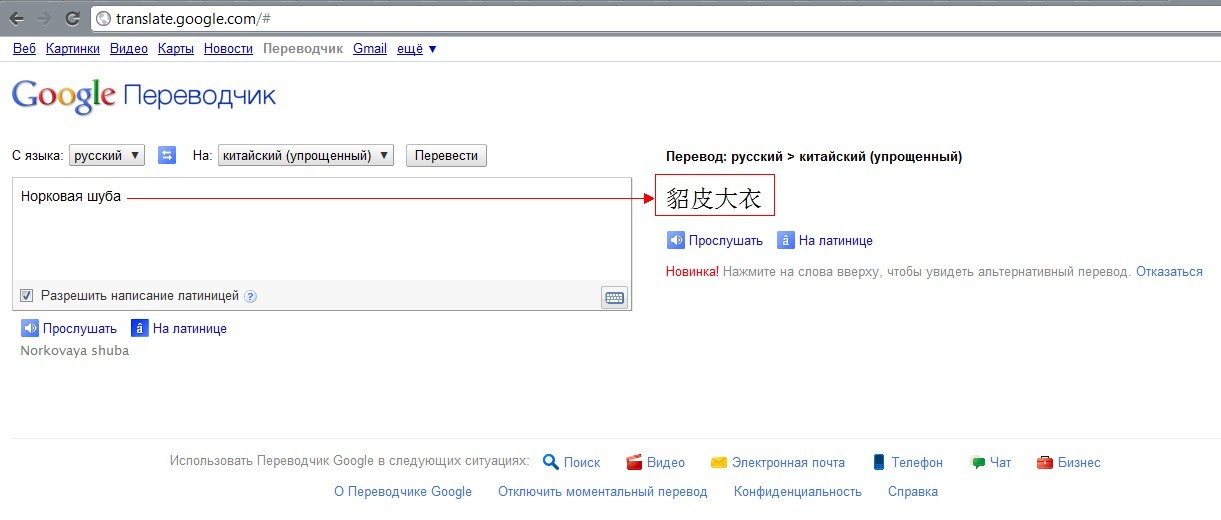 translate.google.com/#
Веб Картинки Видео Карты Новости Переводчик Gmail ещё ▼
Google Переводчик
С языка: русский ▼ На: китайский (упрощенный) ▼ Перевести
Перевод: русский > китайский (упрощенный)
Норковая шуба
貂皮大衣
Прослушать â На латинице
Новинка! Нажмите на слова вверху, чтобы увидеть альтернативный перевод. Отказаться
Разрешить написание латиницей ?
Прослушать â На латинице
Norkovaya shuba
Использовать Переводчик Google в следующих ситуациях: Поиск Видео Электронная почта Телефон Чат Бизнес
О Переводчике Google Отключить моментальный перевод Конфиденциальность Справка